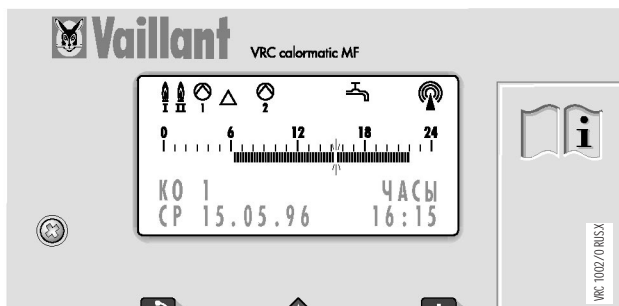 Vaillant
VRC calormatic MF
I II 1 2
0 6 12 18 24
КО 1 ЧАСЫ
СР 15.05.96 16:15
i
VRC 1002/0 RUS.X